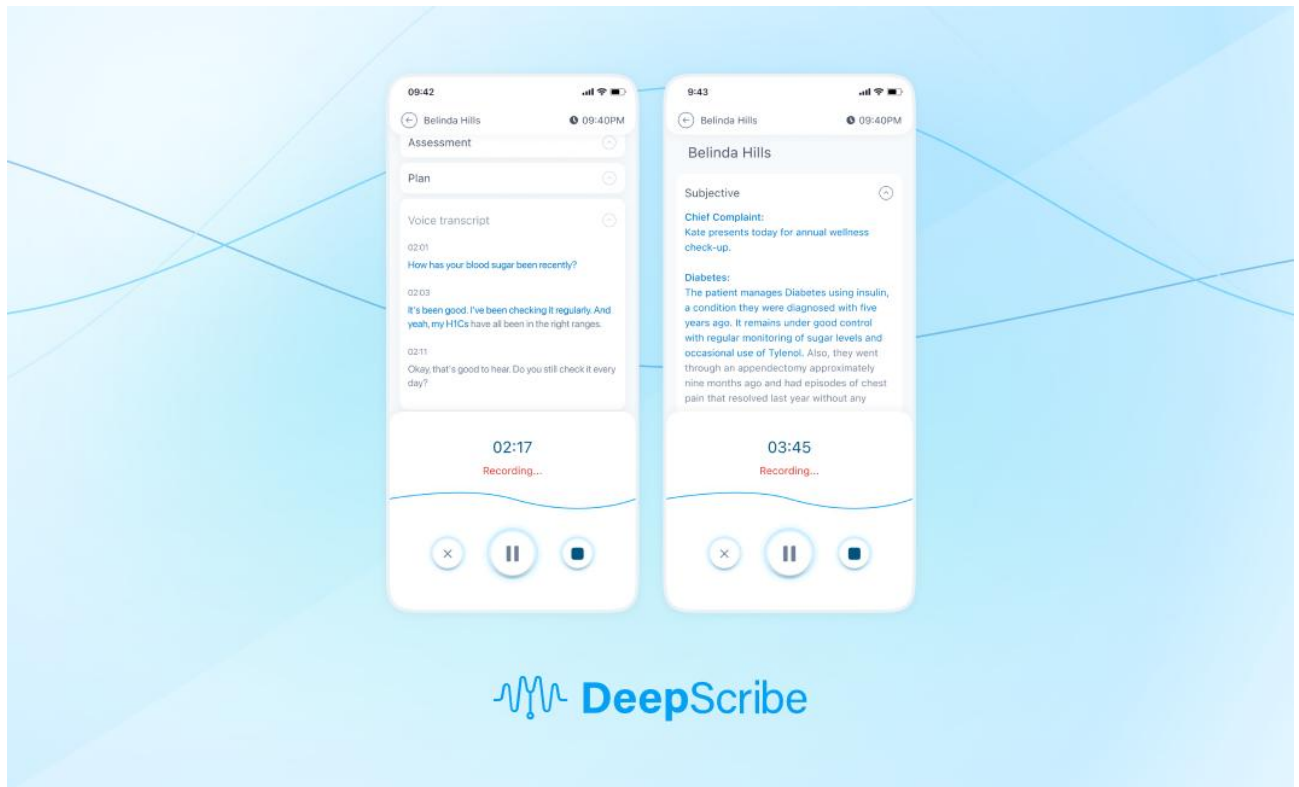 09:42
Belinda Hills
09:40PM
Assessment
Plan
Voice transcript
02:01
How has your blood sugar been recently?
02:03
It's been good. I've been checking it regularly. And
yeah, my H1Cs have all been in the right ranges.
02:11
Okay, that's good to hear. Do you still check it every
day?
02:17
Recording...
9:43
Belinda Hills
09:40PM
Belinda Hills
Subjective
Chief Complaint:
Kate presents today for annual wellness
check-up.
Diabetes:
The patient manages Diabetes using insulin,
a condition they were diagnosed with five
years ago. It remains under good control
with regular monitoring of sugar levels and
occasional use of Tylenol. Also, they went
through an appendectomy approximately
nine months ago and had episodes of chest
pain that resolved last year without any
03:45
Recording...
DeepScribe